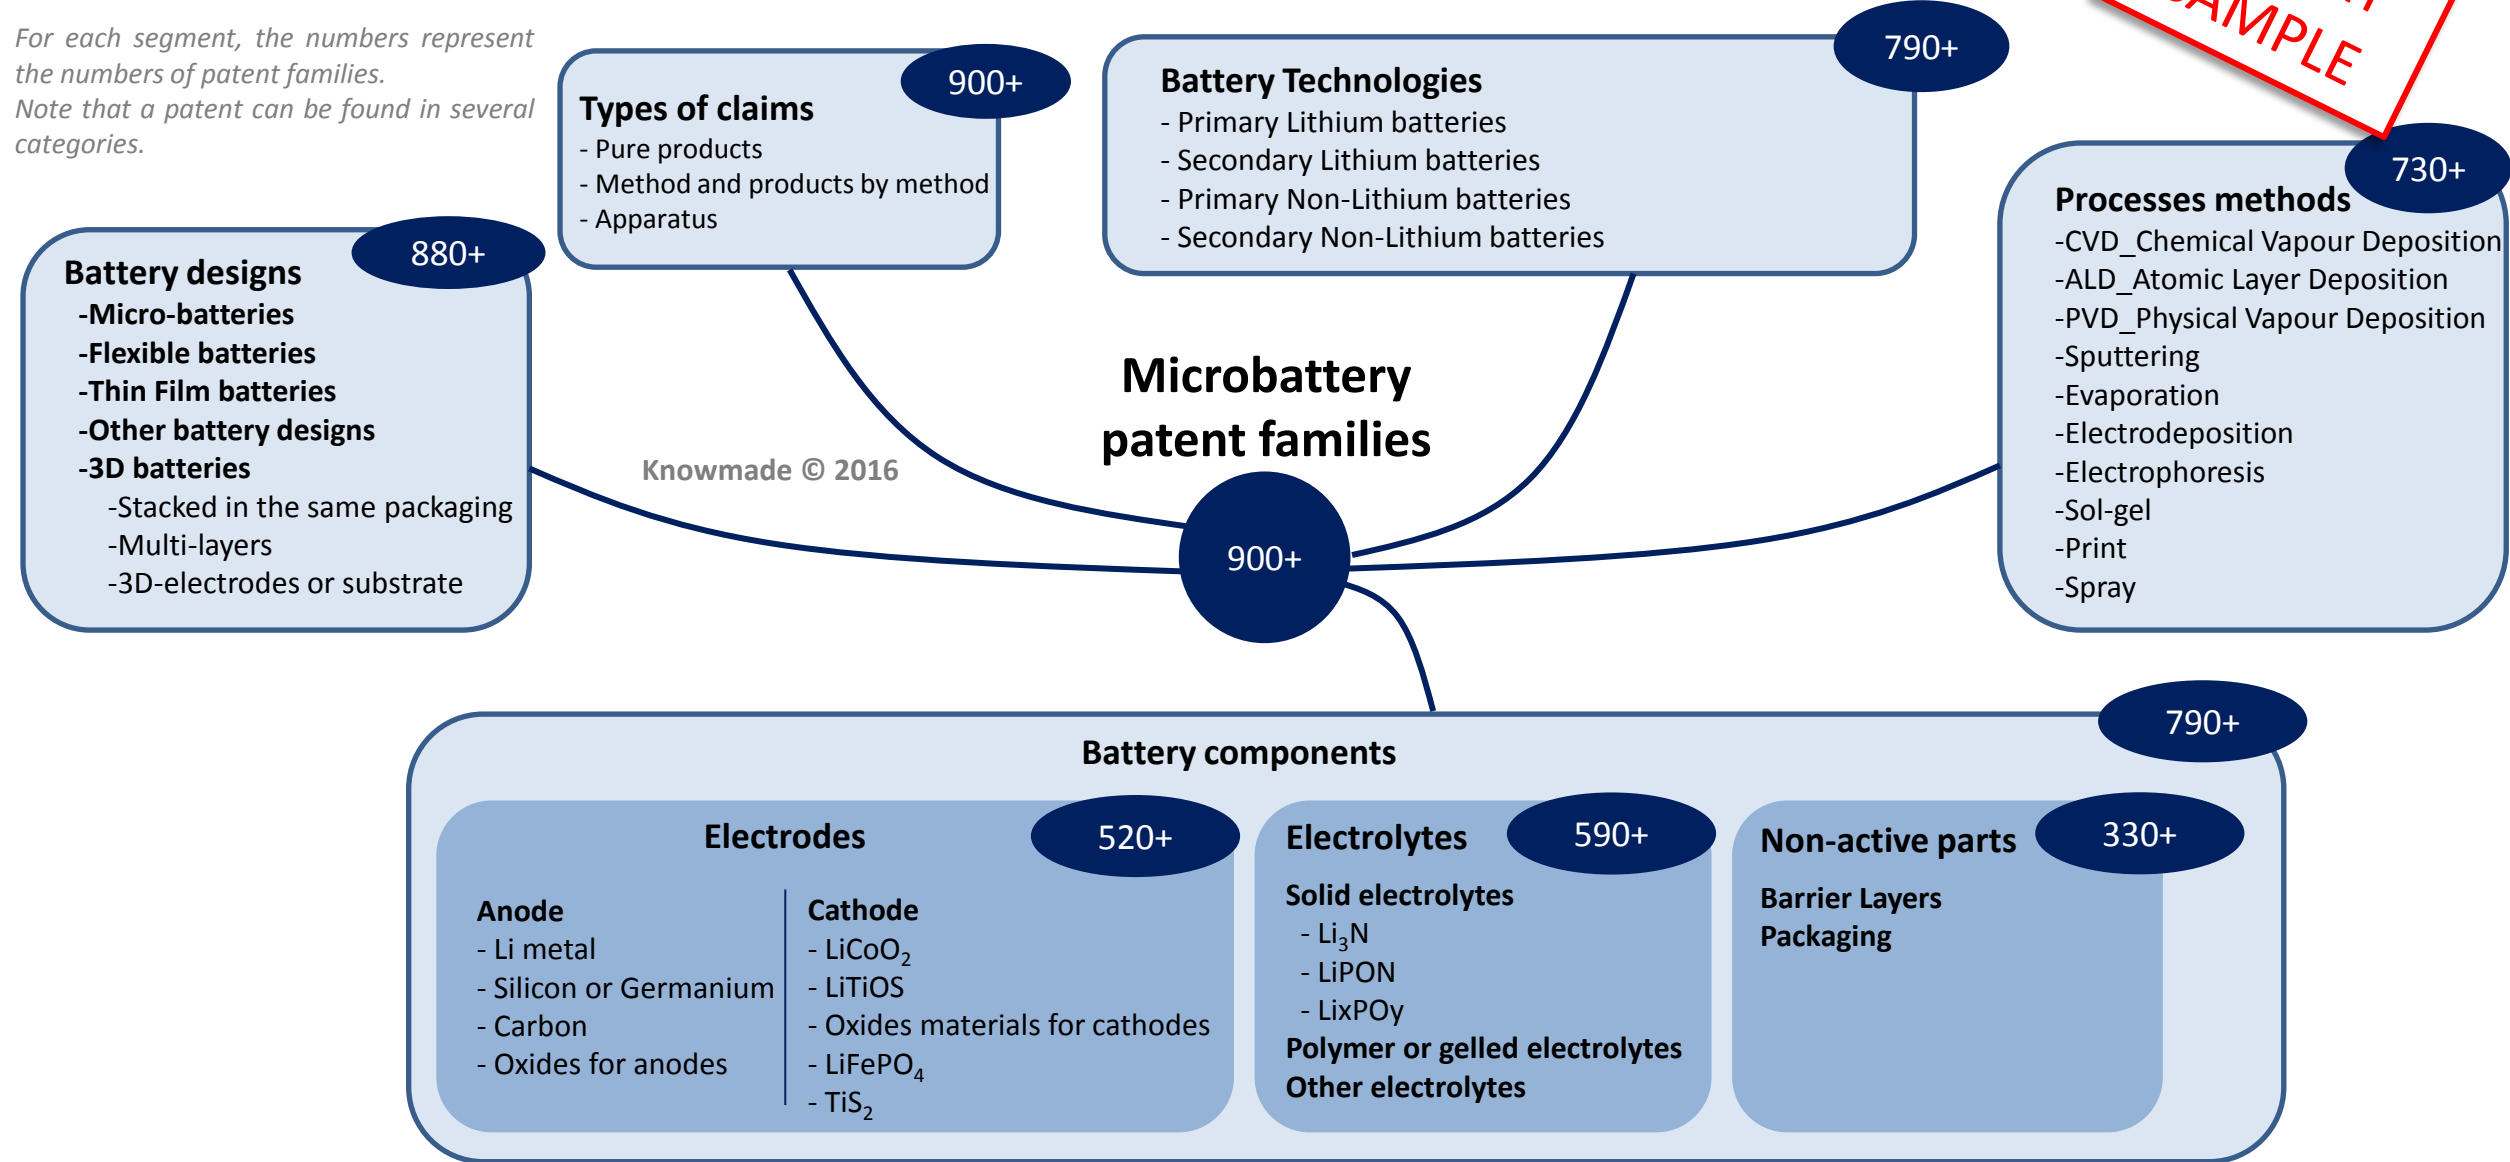 For each segment, the numbers represent
the numbers of patent families.
Note that a patent can be found in several
categories.
900+
Types of claims
- Pure products
- Method and products by method
- Apparatus
790+
Battery Technologies
- Primary Lithium batteries
- Secondary Lithium batteries
- Primary Non-Lithium batteries
- Secondary Non-Lithium batteries
SAMPLE
730+
Processes methods
-CVD_Chemical Vapour Deposition
-ALD_Atomic Layer Deposition
-PVD_Physical Vapour Deposition
-Sputtering
-Evaporation
-Electrodeposition
-Electrophoresis
-Sol-gel
-Print
-Spray
880+
Battery designs
-Micro-batteries
-Flexible batteries
-Thin Film batteries
-Other battery designs
-3D batteries
-Stacked in the same packaging
-Multi-layers
-3D-electrodes or substrate
Knowmade © 2016
Microbattery
patent families
900+
790+
Battery components
Electrodes
520+
Anode
- Li metal
- Silicon or Germanium
- Carbon
- Oxides for anodes
Cathode
- LiCoO₂
- LiTiOS
- Oxides materials for cathodes
- LiFePO₄
- TiS₂
Electrolytes
590+
Solid electrolytes
- Li₃N
- LiPON
- LixPOy
Polymer or gelled electrolytes
Other electrolytes
Non-active parts
330+
Barrier Layers
Packaging